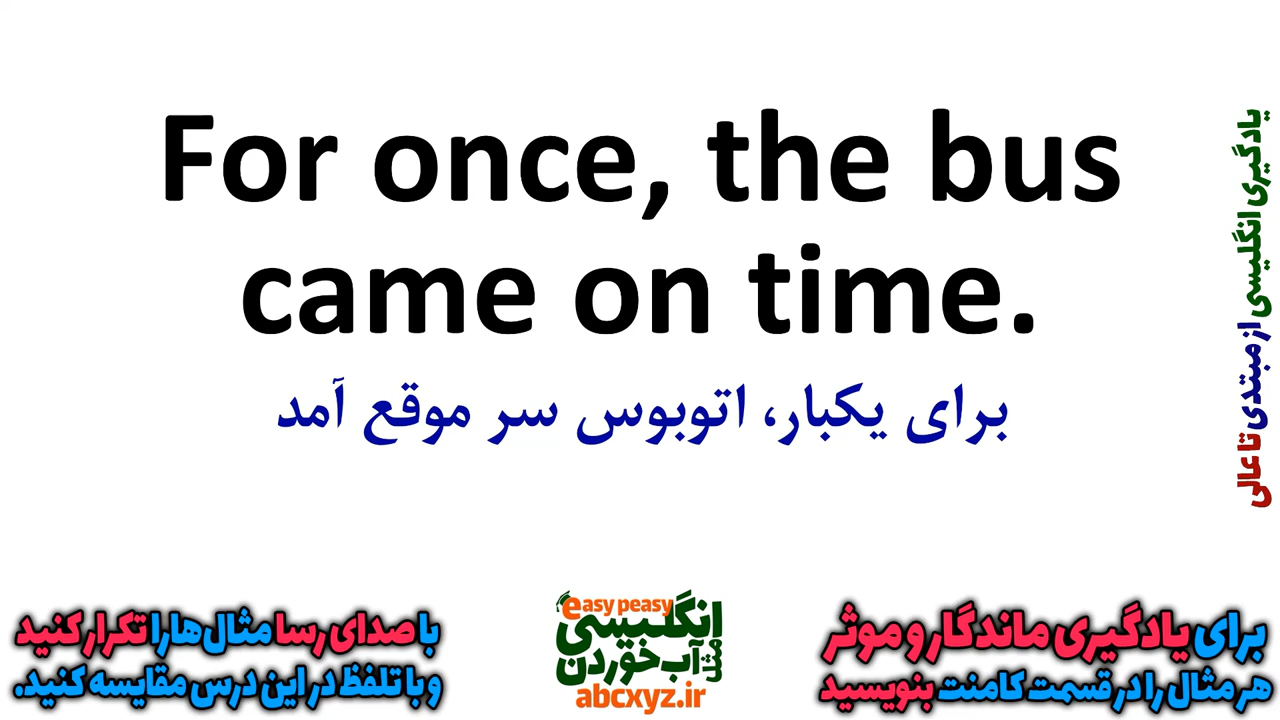 For once, the bus
came on time.
برای یکبار، اتوبوس سر موقع آمد
یادگیری انگلیسی از مبتدی تا عالی
با صدای رسا مثال‌ها را تکرار کنید
و با تلفظ در این درس مقایسه کنید.
easy peasy
انگلیسی
مثل آب خوردن
abcxyz.ir
برای یادگیری ماندگار و موثر
هر مثال را در قسمت کامنت بنویسید